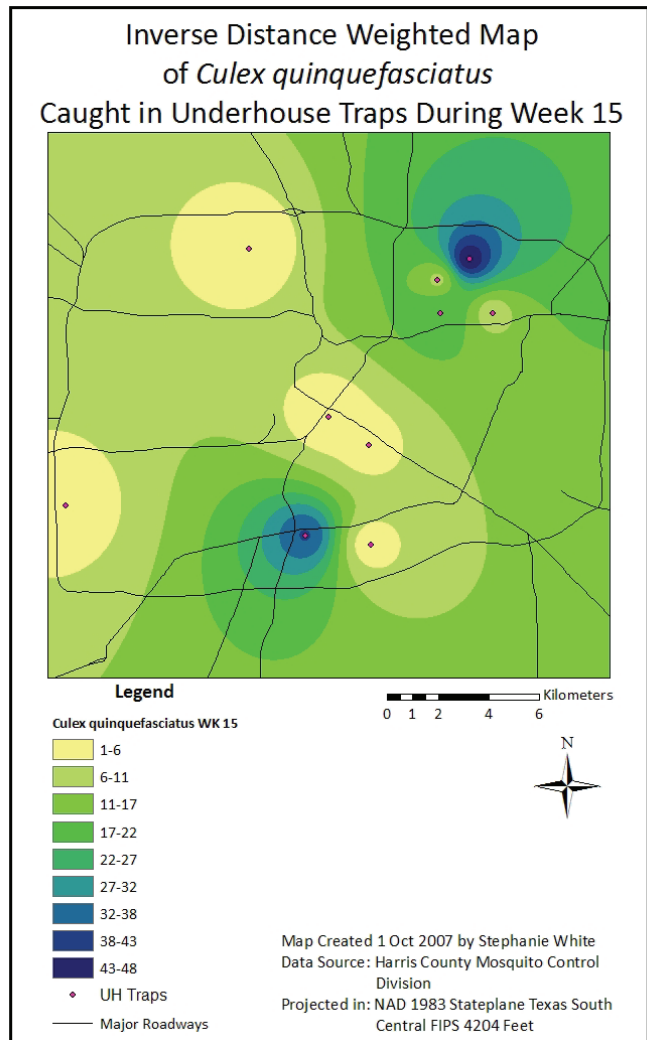 Inverse Distance Weighted Map
of Culex quinquefasciatus
Caught in Underhouse Traps During Week 15
Legend
Culex quinquefasciatus WK 15
1-6
6-11
11-17
17-22
22-27
27-32
32-38
38-43
43-48
UH Traps
Major Roadways
Kilometers
0 1 2 4 6
N
Map Created 1 Oct 2007 by Stephanie White
Data Source: Harris County Mosquito Control
Division
Projected in: NAD 1983 Stateplane Texas South
Central FIPS 4204 Feet